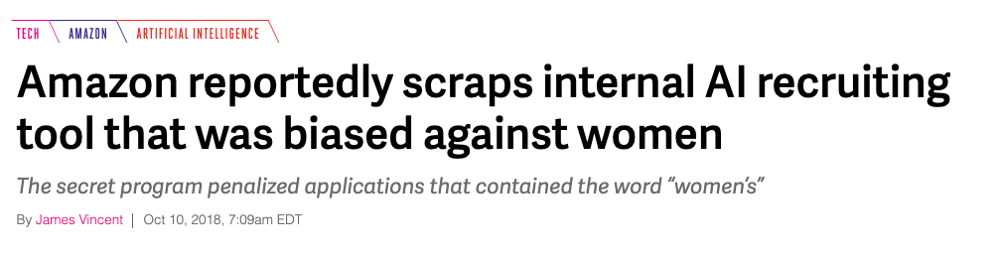 TECH AMAZON ARTIFICIAL INTELLIGENCE
Amazon reportedly scraps internal AI recruiting
tool that was biased against women
The secret program penalized applications that contained the word “women’s”
By James Vincent | Oct 10, 2018, 7:09am EDT